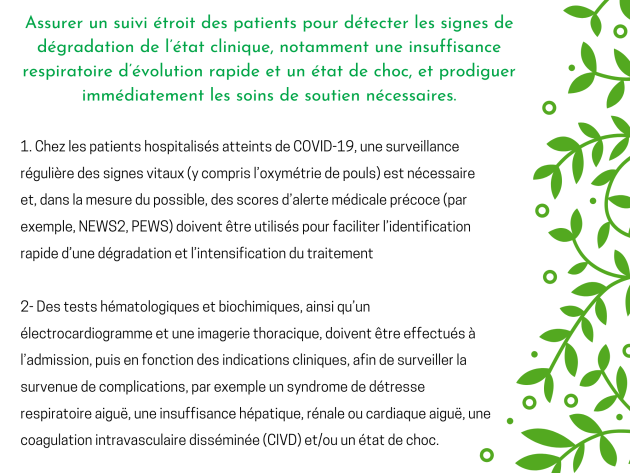 Assurer un suivi étroit des patients pour détecter les signes de
dégradation de l'état clinique, notamment une insuffisance
respiratoire d'évolution rapide et un état de choc, et prodiguer
immédiatement les soins de soutien nécessaires.
1. Chez les patients hospitalisés atteints de COVID-19, une surveillance
régulière des signes vitaux (y compris l'oxymétrie de pouls) est nécessaire
et, dans la mesure du possible, des scores d'alerte médicale précoce (par
exemple, NEWS2, PEWS) doivent être utilisés pour faciliter l'identification
rapide d'une dégradation et l'intensification du traitement
2- Des tests hématologiques et biochimiques, ainsi qu'un
électrocardiogramme et une imagerie thoracique, doivent être effectués à
l'admission, puis en fonction des indications cliniques, afin de surveiller la
survenue de complications, par exemple un syndrome de détresse
respiratoire aiguë, une insuffisance hépatique, rénale ou cardiaque aiguë, une
coagulation intravasculaire disséminée (CIVD) et/ou un état de choc.